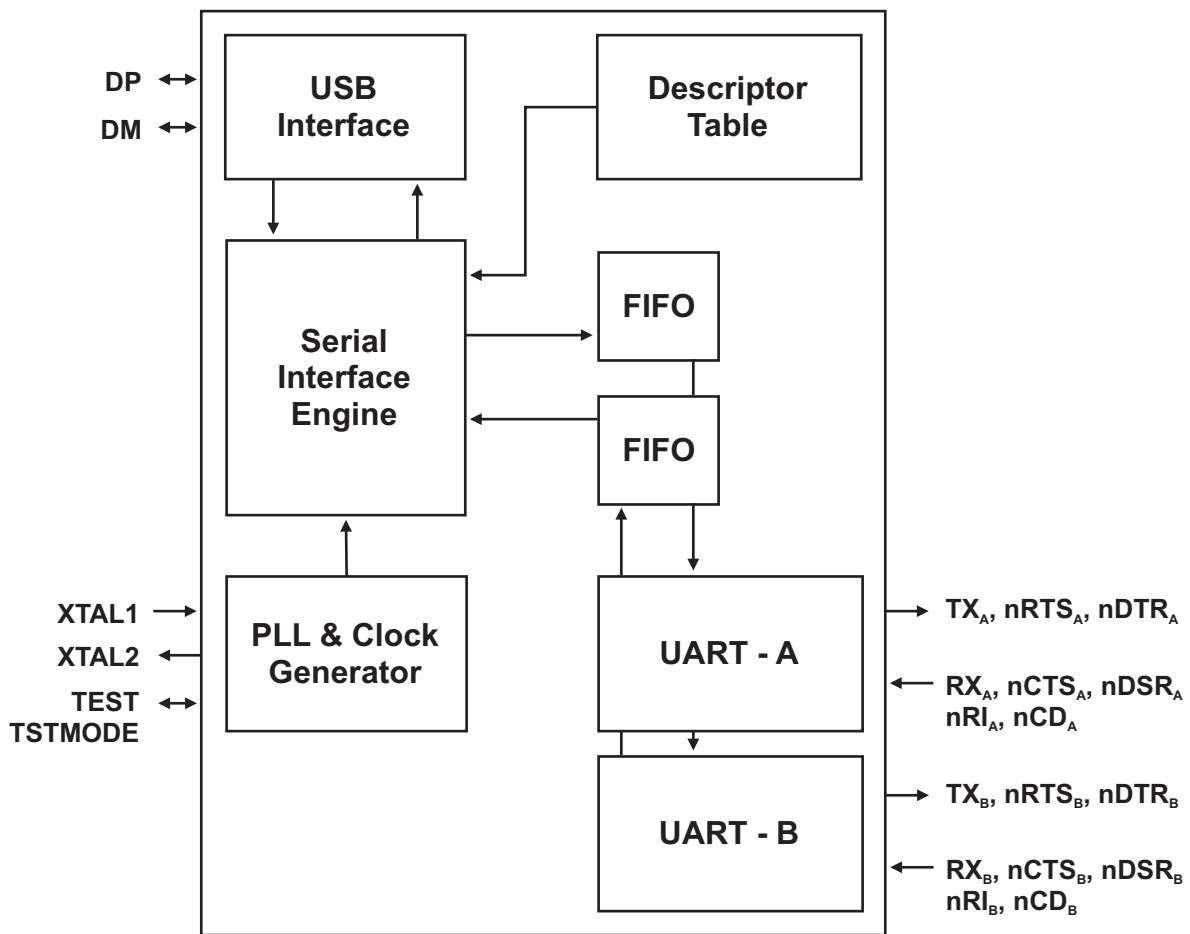 DP
DM
USB
Interface
Descriptor
Table
Serial
Interface
Engine
FIFO
FIFO
XTAL1
XTAL2
TEST
TSTMODE
PLL & Clock
Generator
UART - A
UART - B
TXA, nRTSA, nDTRA
RXA, nCTSA, nDSRA
nRIA, nCDA
TXB, nRTSB, nDTRB
RXB, nCTSB, nDSRB
nRIB, nCDB